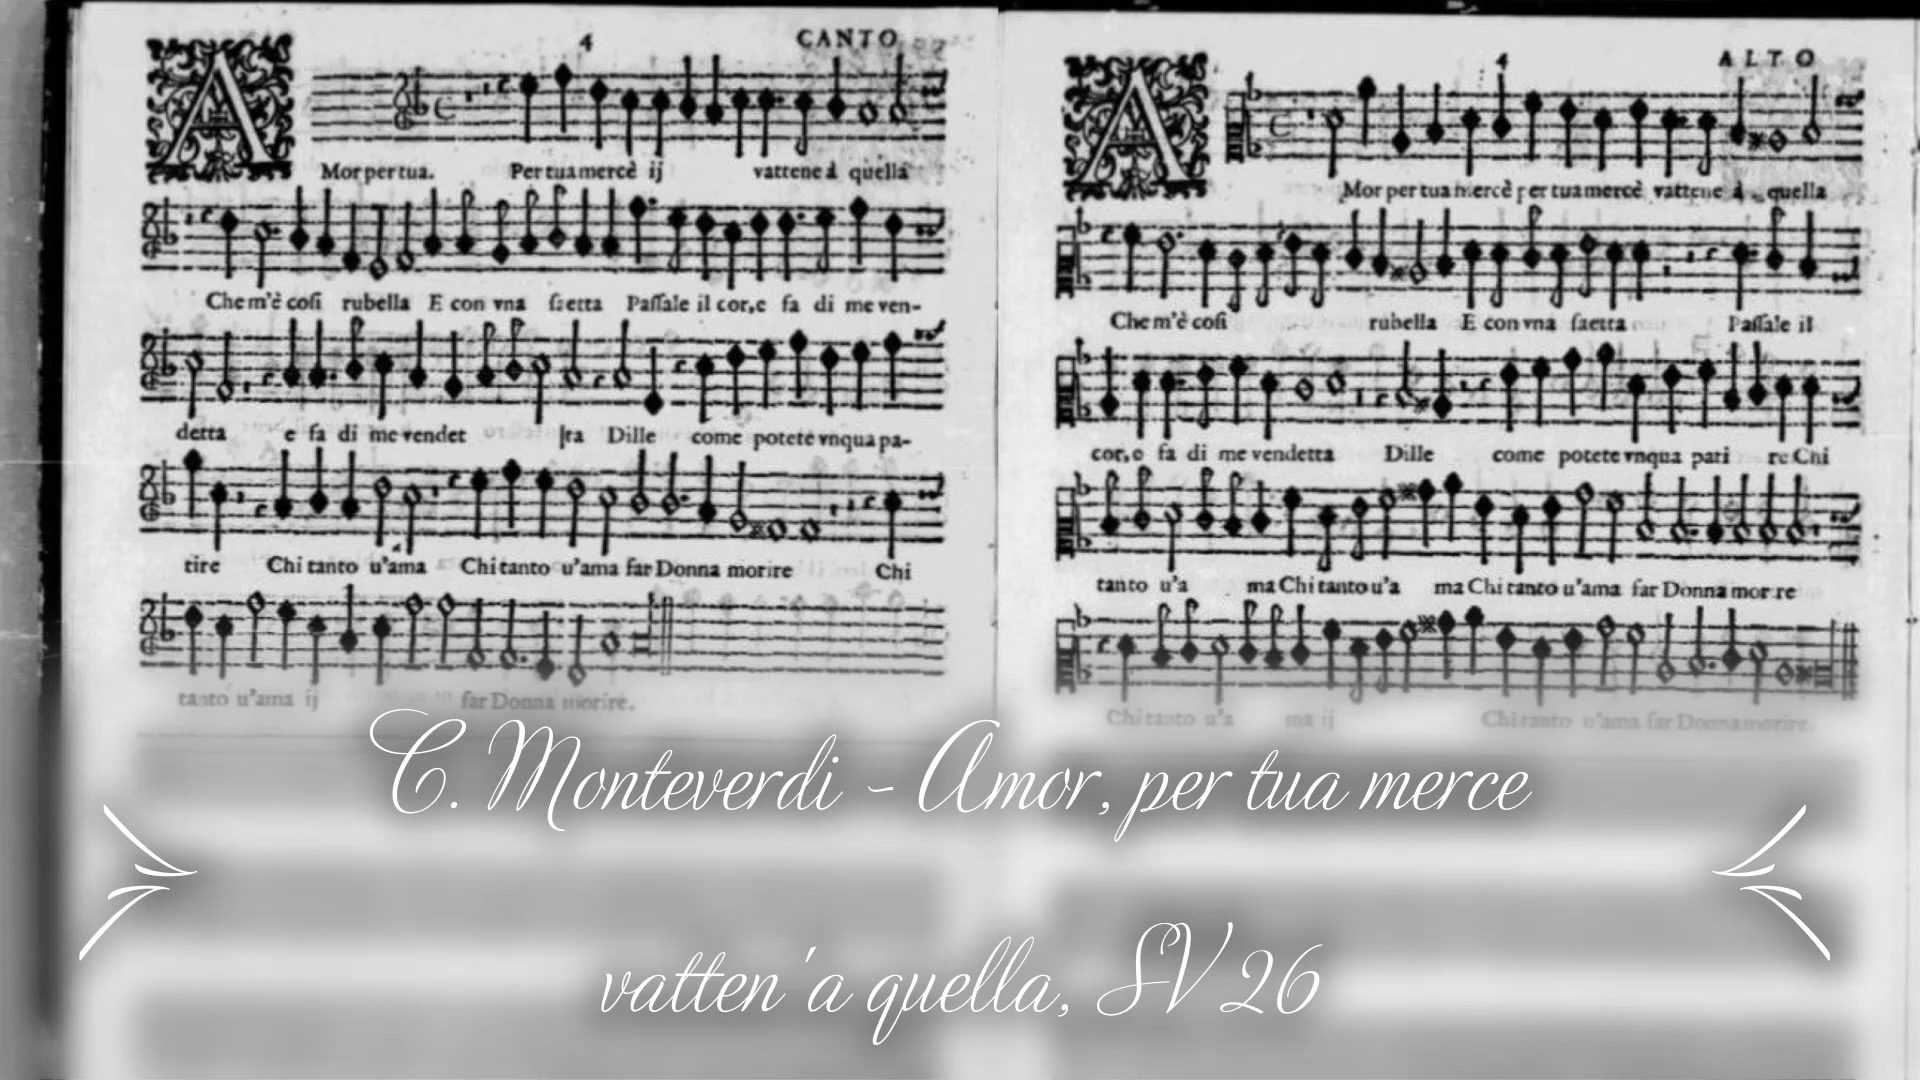 4 CANTO
A
Mor per tua. Per tua mercè ij vattene à quella
Che m'è cosi rubella E con vna saetta Passale il cor,e fa di me ven-
detta e fa di me vendet ta Dille come potete vnqua pa-
tire Chi tanto u'ama Chi tanto u'ama far Donna morire Chi
tanto u'ama ij far Donna morire.
4 ALTO
A
Mor per tua mercè per tua mercè vattene à quella
Che m'è cosi rubella E con vna saetta Passale il
cor,e fa di me vendetta Dille come potete vnqua pati re Chi
tanto u'a ma Chi tanto u'a ma Chi tanto u'ama far Donna morire
Chi tanto u'a ma ij Chi tanto u'ama far Donna morire.
C. Monteverdi - Amor, per tua merce
vatten'a quella, SV 26